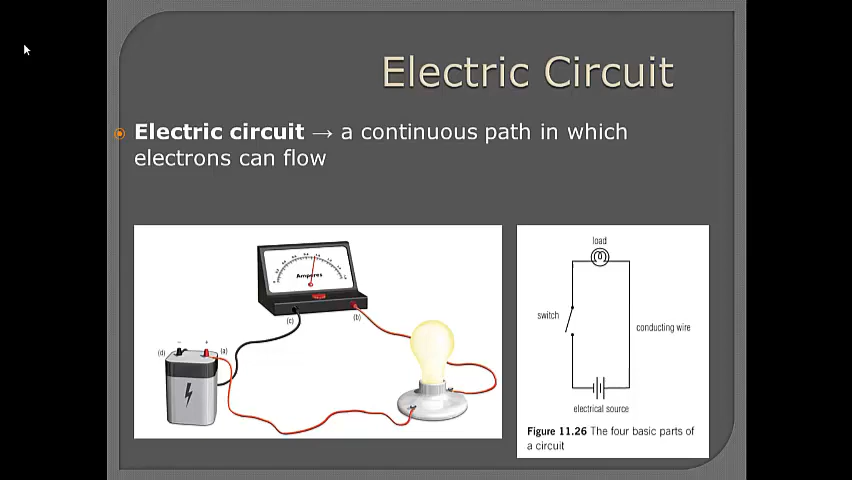 Electric Circuit
Electric circuit → a continuous path in which
electrons can flow
Amperes
(c)
(b)
(d)
-
+
(a)
load
switch
conducting wire
electrical source
Figure 11.26 The four basic parts of
a circuit